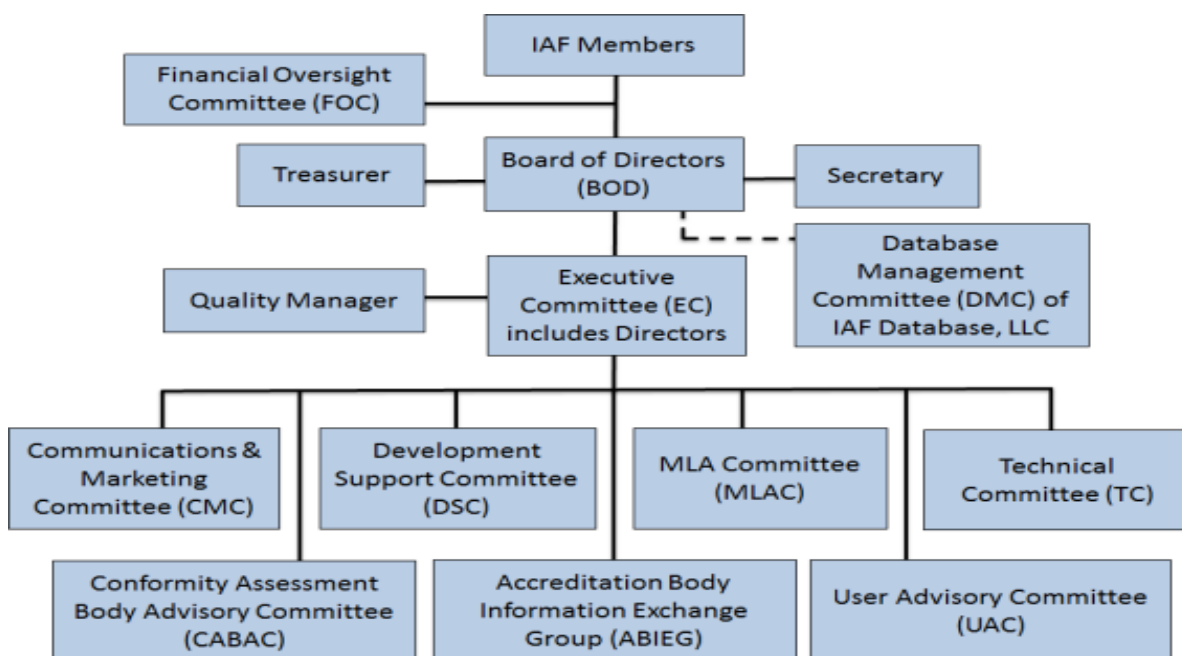 IAF Members
Financial Oversight
Committee (FOC)
Board of Directors
(BOD)
Treasurer
Secretary
Database
Management
Committee (DMC) of
IAF Database, LLC
Executive
Committee (EC)
includes Directors
Quality Manager
Communications &
Marketing
Committee (CMC)
Development
Support Committee
(DSC)
MLA Committee
(MLAC)
Technical
Committee (TC)
Conformity Assessment
Body Advisory Committee
(CABAC)
Accreditation Body
Information Exchange
Group (ABIEG)
User Advisory Committee
(UAC)